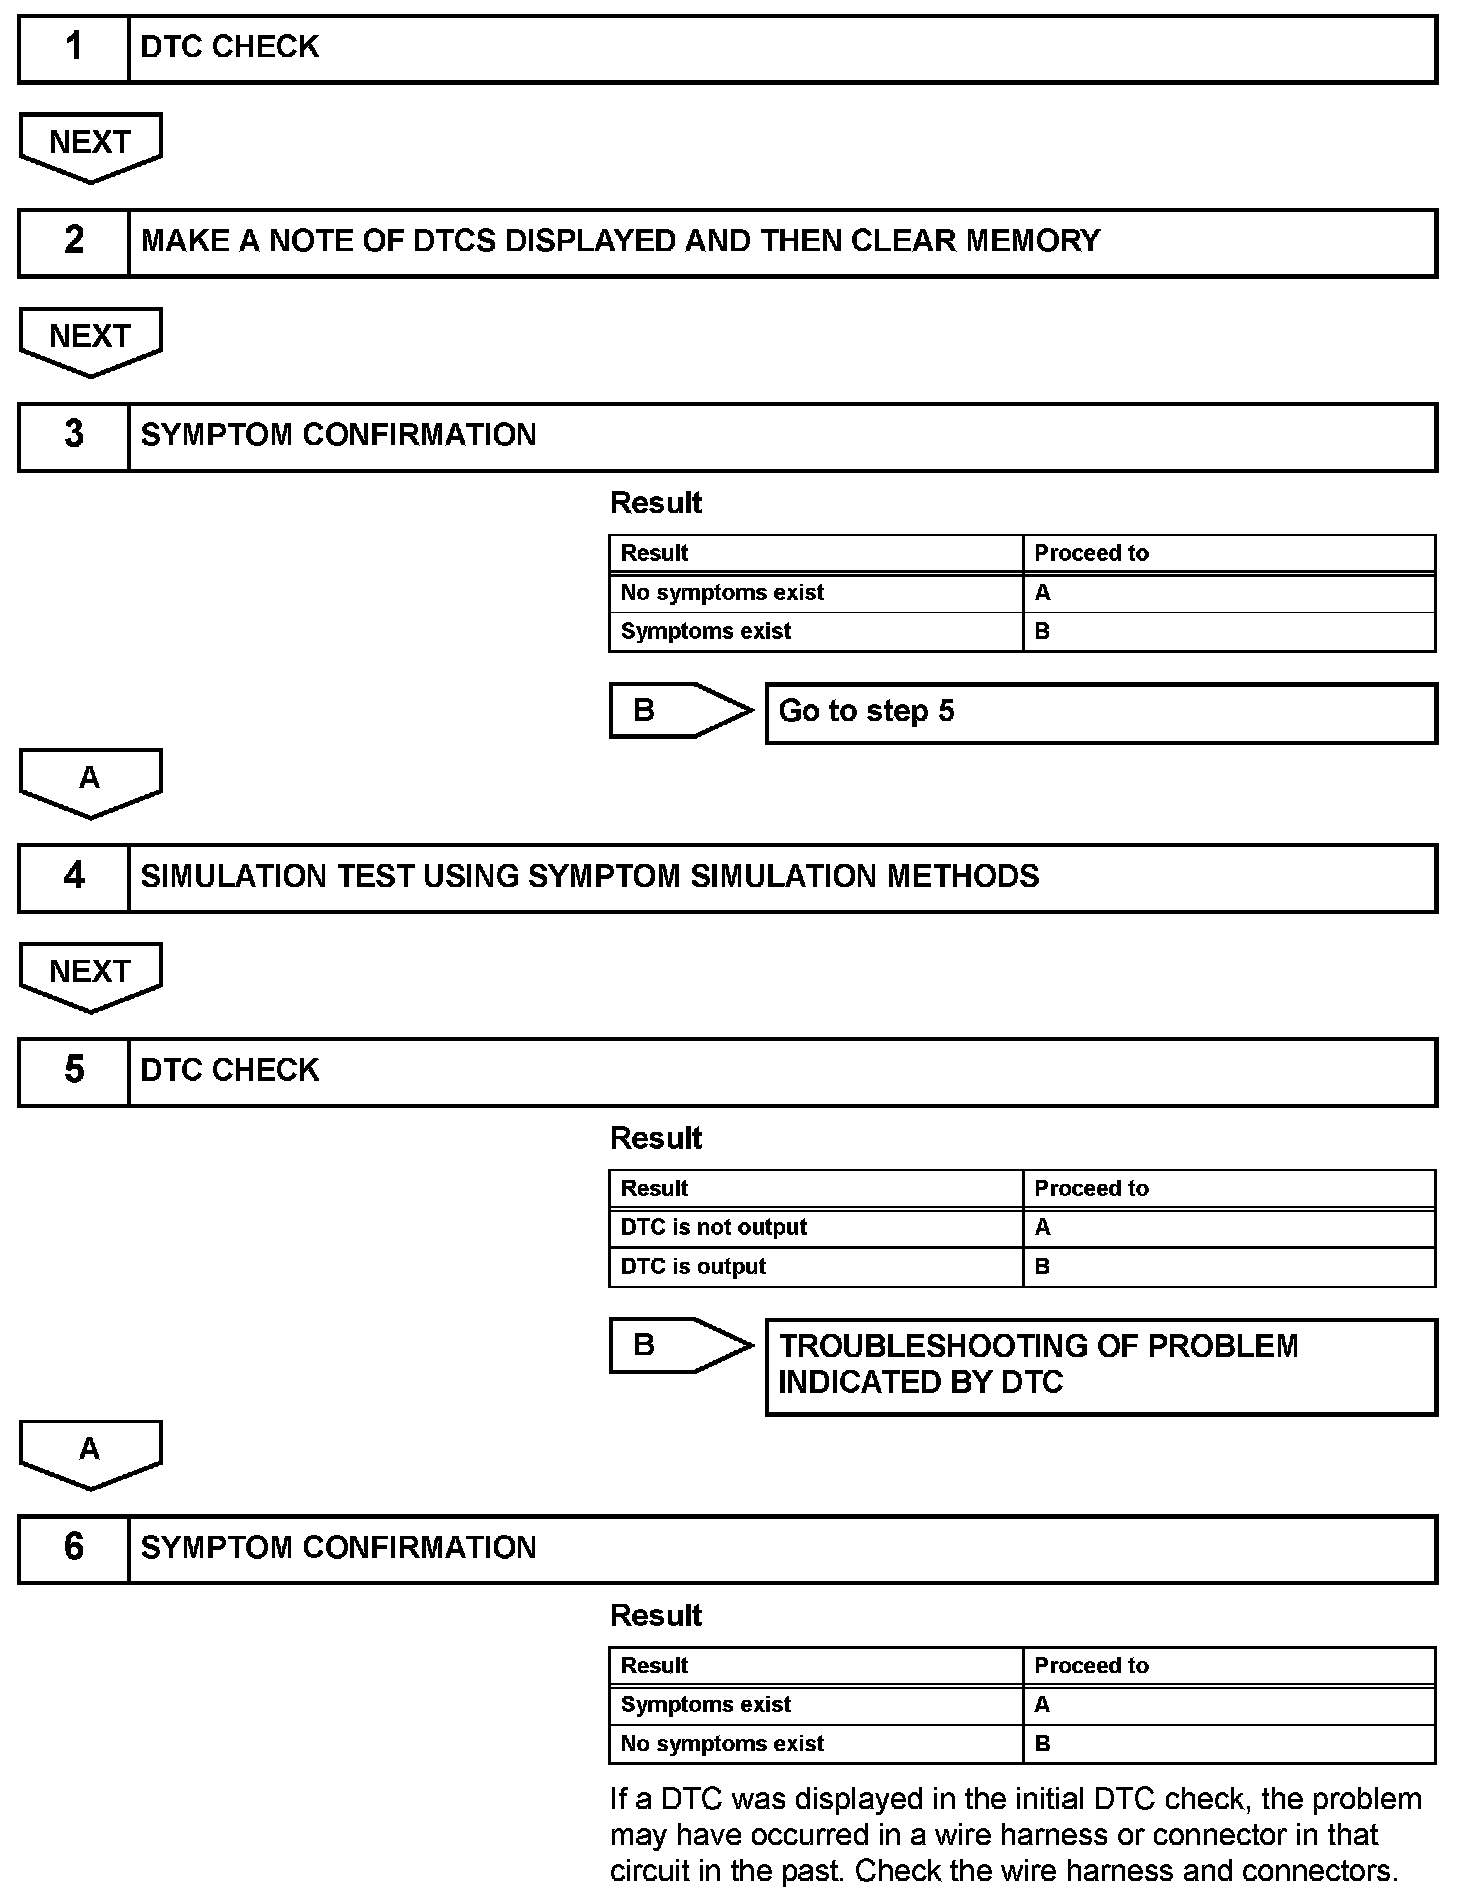 1 DTC CHECK
NEXT
2 MAKE A NOTE OF DTCS DISPLAYED AND THEN CLEAR MEMORY
NEXT
3 SYMPTOM CONFIRMATION
Result
Result Proceed to
No symptoms exist A
Symptoms exist B
B Go to step 5
A
4 SIMULATION TEST USING SYMPTOM SIMULATION METHODS
NEXT
5 DTC CHECK
Result
Result Proceed to
DTC is not output A
DTC is output B
B TROUBLESHOOTING OF PROBLEM
INDICATED BY DTC
A
6 SYMPTOM CONFIRMATION
Result
Result Proceed to
Symptoms exist A
No symptoms exist B
If a DTC was displayed in the initial DTC check, the problem
may have occurred in a wire harness or connector in that
circuit in the past. Check the wire harness and connectors.